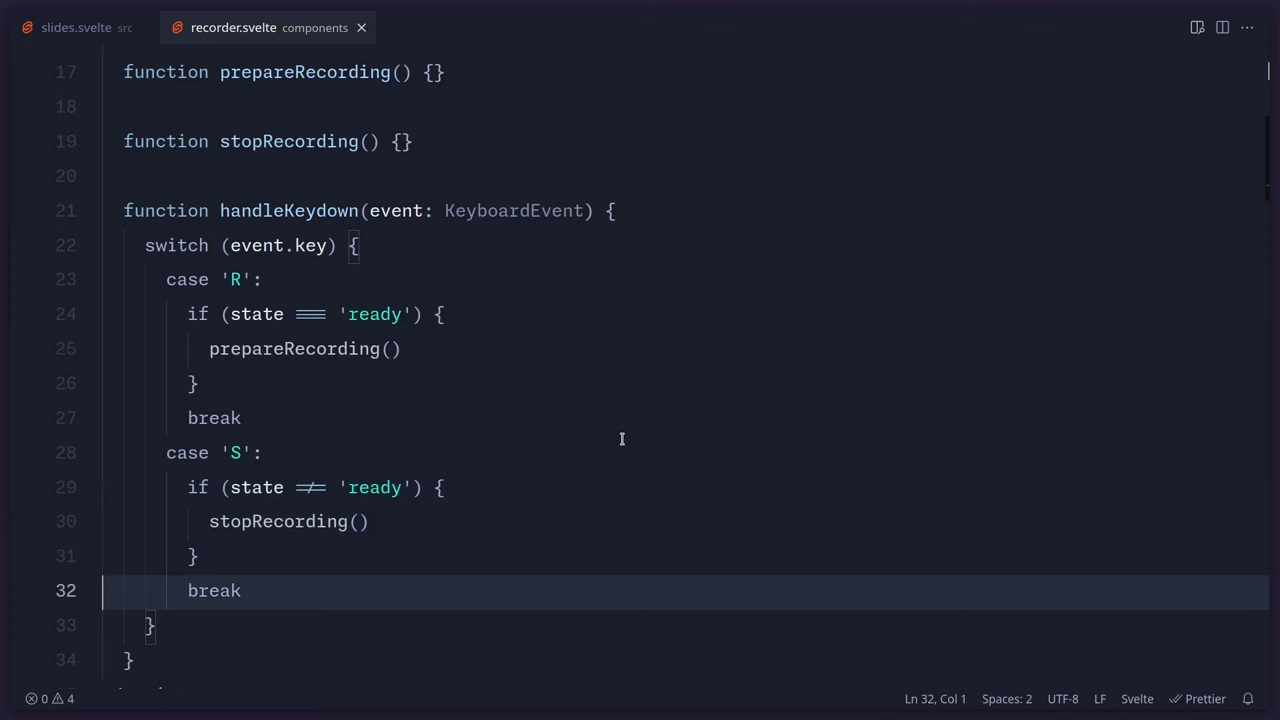 slides.svelte src
recorder.svelte components
17 function prepareRecording() {}
18
19 function stopRecording() {}
20
21 function handleKeydown(event: KeyboardEvent) {
22 switch (event.key) {
23 case 'R':
24 if (state === 'ready') {
25 prepareRecording()
26 }
27 break
28 case 'S':
29 if (state !== 'ready') {
30 stopRecording()
31 }
32 break
33 }
34 }
0 4 Ln 32, Col 1 Spaces: 2 UTF-8 LF Svelte Prettier